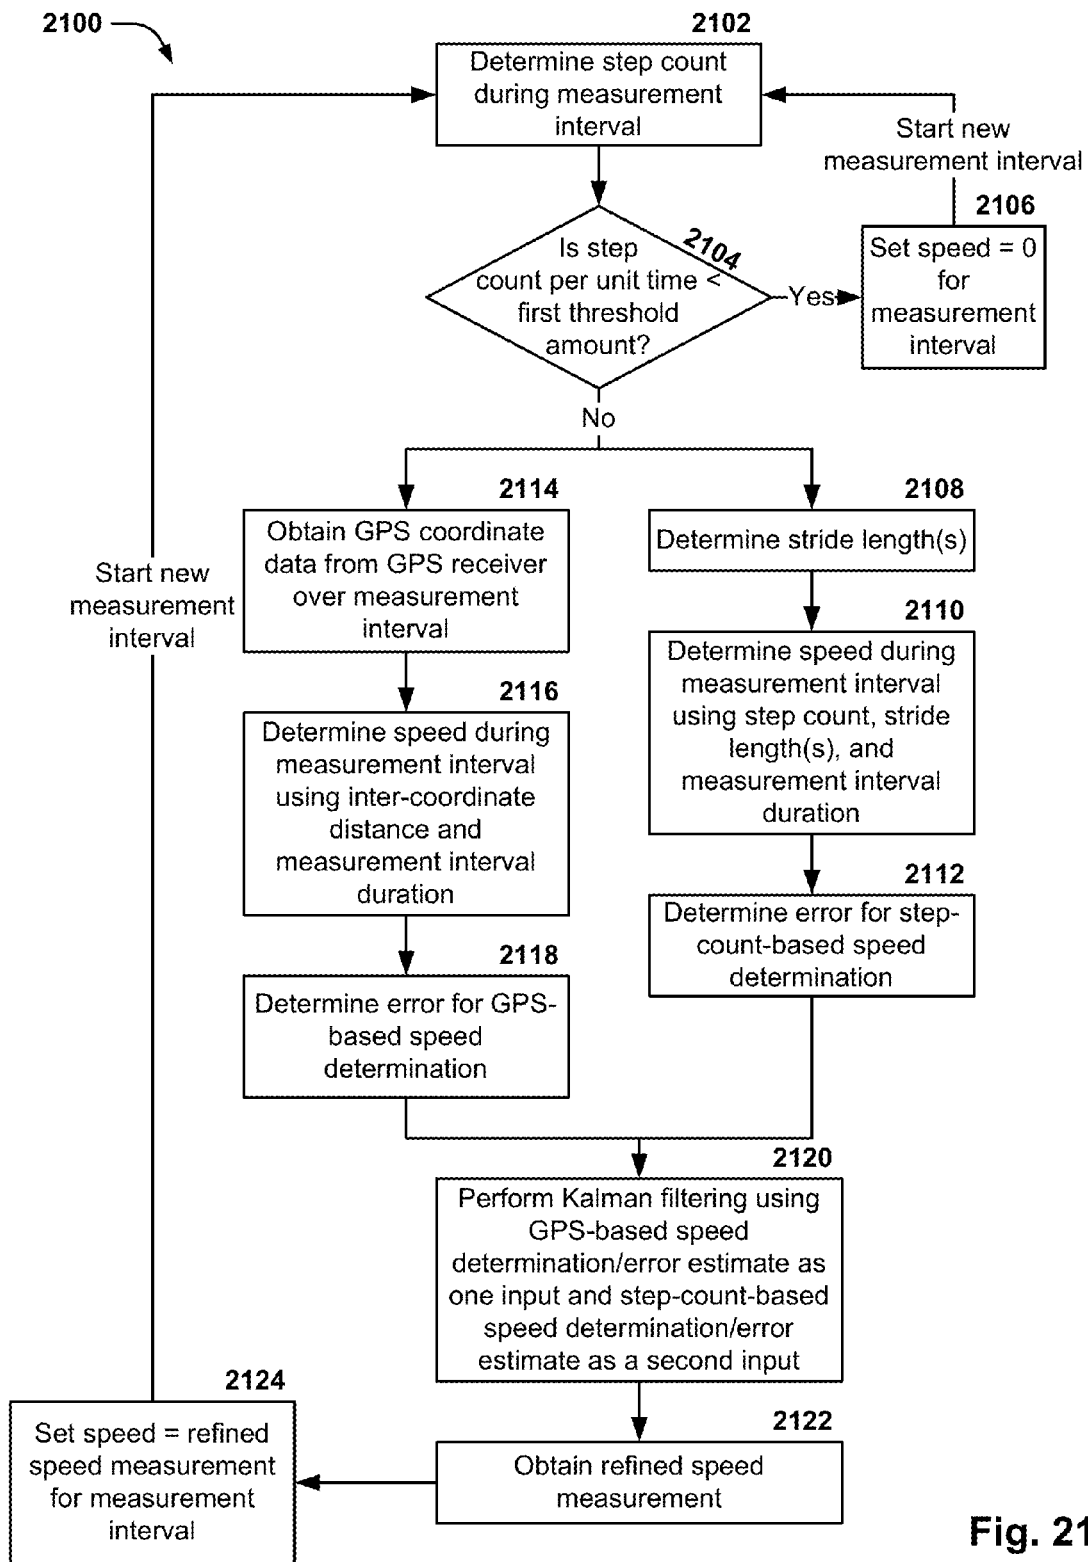 2100
2102
Determine step count
during measurement
interval
Start new
measurement interval
2104
Is step
count per unit time <
first threshold
amount?
Yes
2106
Set speed = 0
for
measurement
interval
No
2114
Obtain GPS coordinate
data from GPS receiver
over measurement
interval
2108
Determine stride length(s)
Start new
measurement
interval
2110
Determine speed during
measurement interval
using step count, stride
length(s), and
measurement interval
duration
2116
Determine speed during
measurement interval
using inter-coordinate
distance and
measurement interval
duration
2112
Determine error for step-
count-based speed
determination
2118
Determine error for GPS-
based speed
determination
2120
Perform Kalman filtering using
GPS-based speed
determination/error estimate as
one input and step-count-based
speed determination/error
estimate as a second input
2122
Obtain refined speed
measurement
2124
Set speed = refined
speed measurement
for measurement
interval
Fig. 21